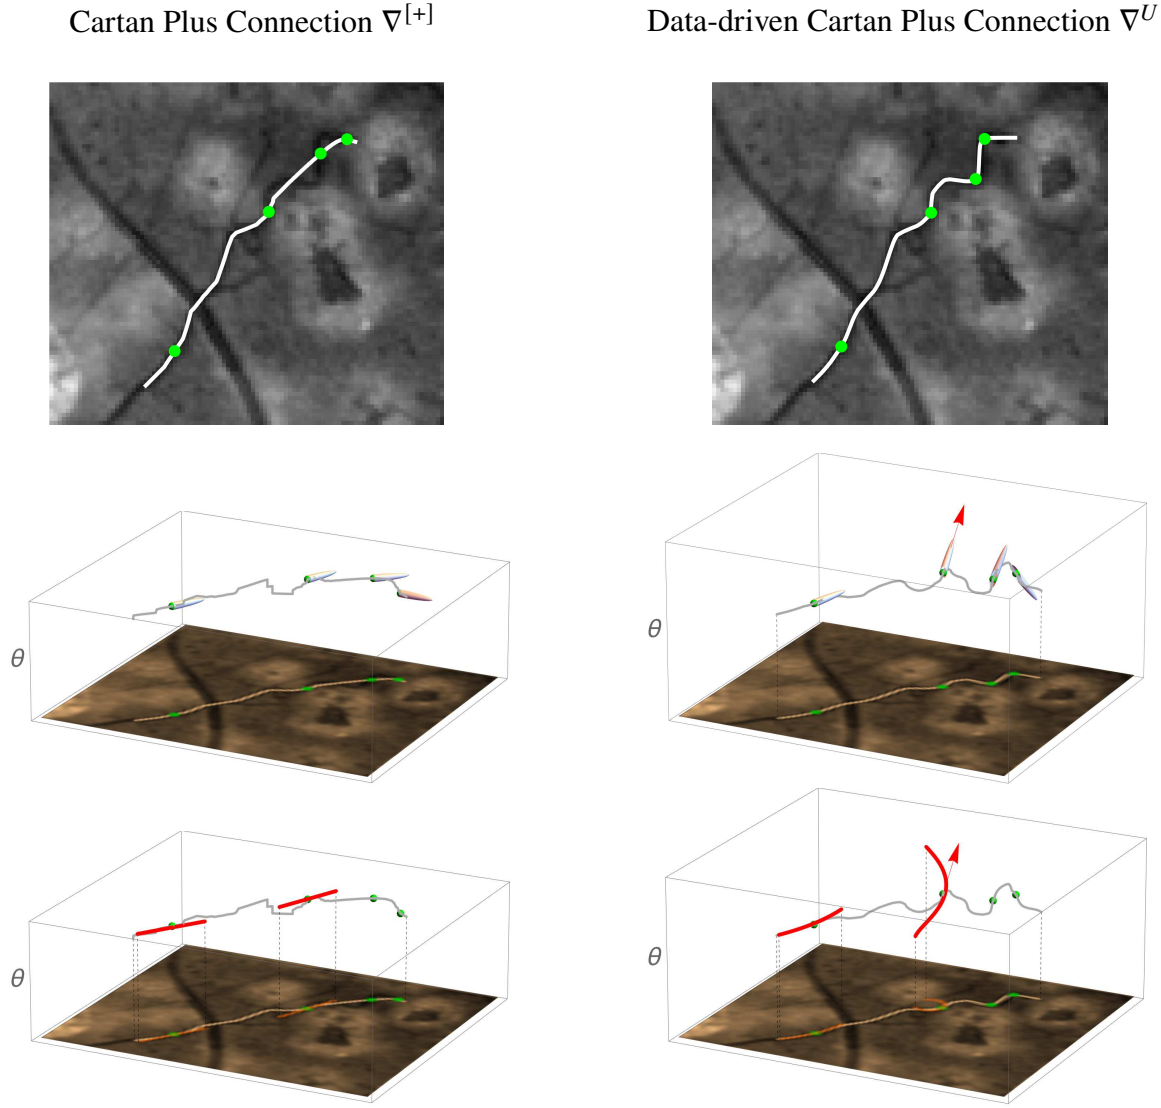 Cartan Plus Connection ∇^[+]
Data-driven Cartan Plus Connection ∇^U
θ
θ
θ
θ